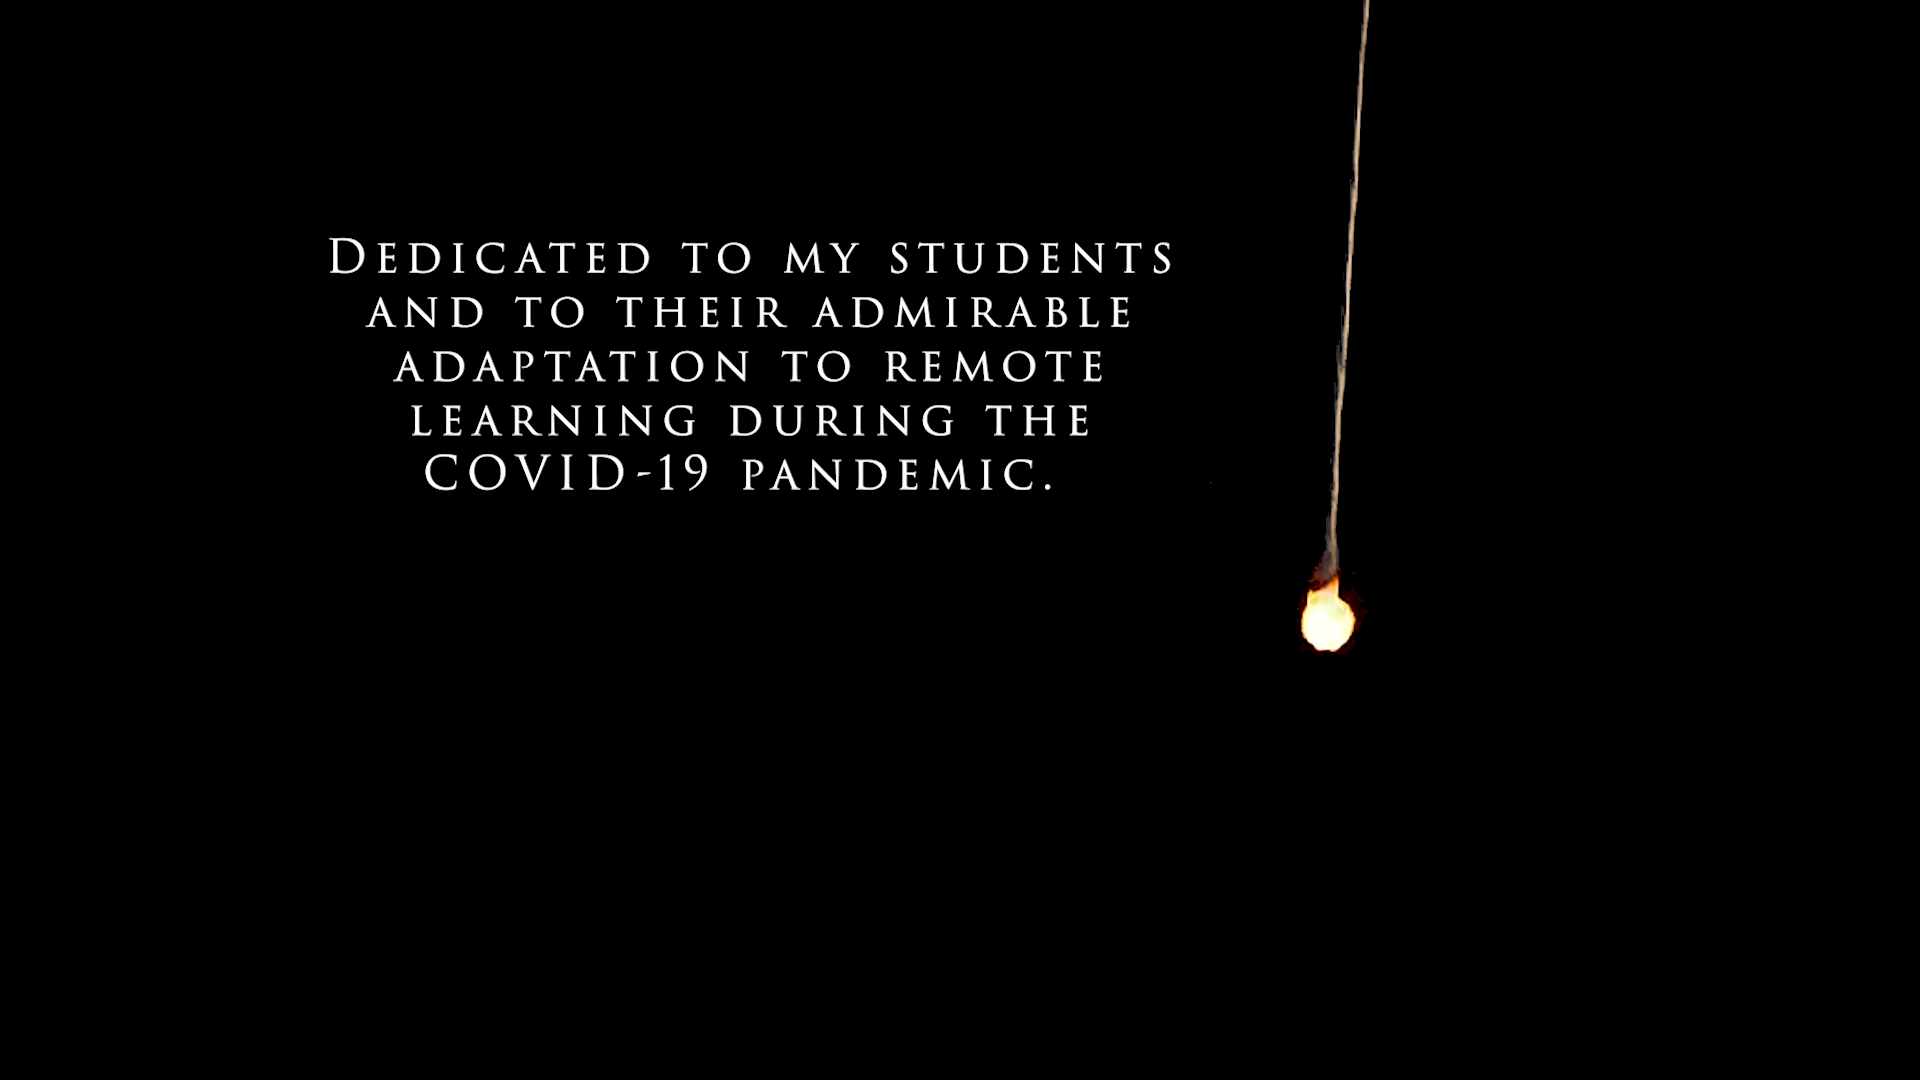 Dedicated to my students
and to their admirable
adaptation to remote
learning during the
COVID-19 pandemic.